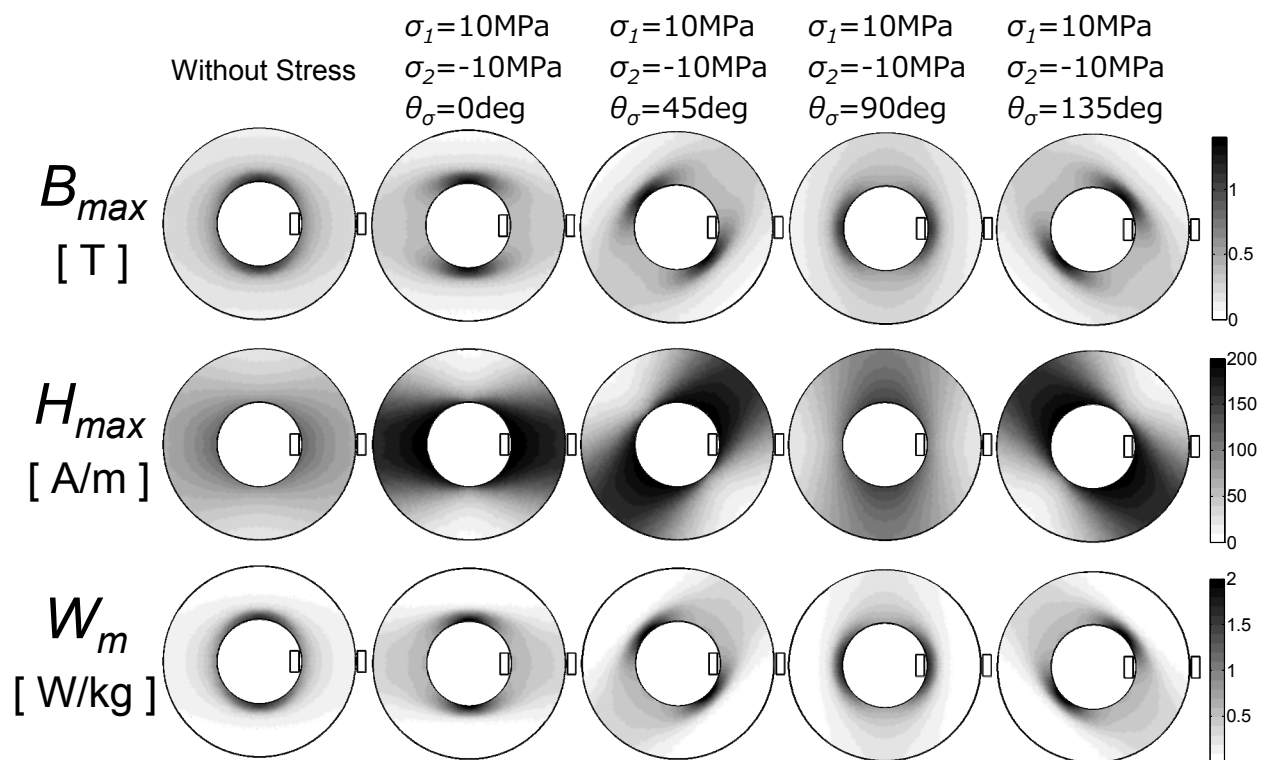 Without Stress
σ1=10MPa
σ2=-10MPa
θσ=0deg
σ1=10MPa
σ2=-10MPa
θσ=45deg
σ1=10MPa
σ2=-10MPa
θσ=90deg
σ1=10MPa
σ2=-10MPa
θσ=135deg
Bmax
[ T ]
1
0.5
0
Hmax
[ A/m ]
200
150
100
50
0
Wm
[ W/kg ]
2
1.5
1
0.5